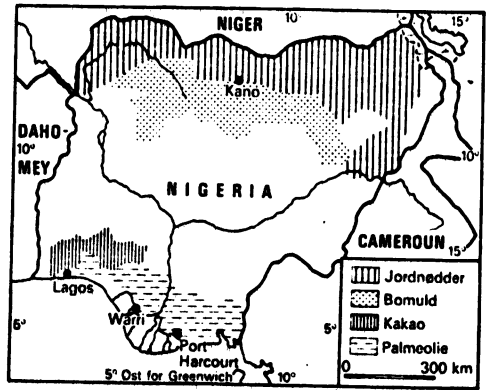 NIGER
10°
15°
Kano
DAHO-
10°
MEY
10°
NIGERIA
CAMEROUN
15°
Lagos
Warri
Port
Harcourt
5°
5°
5° Ost for Greenwich
10°
Jordnødder
Bomuld
Kakao
Palmeolie
0 300 km